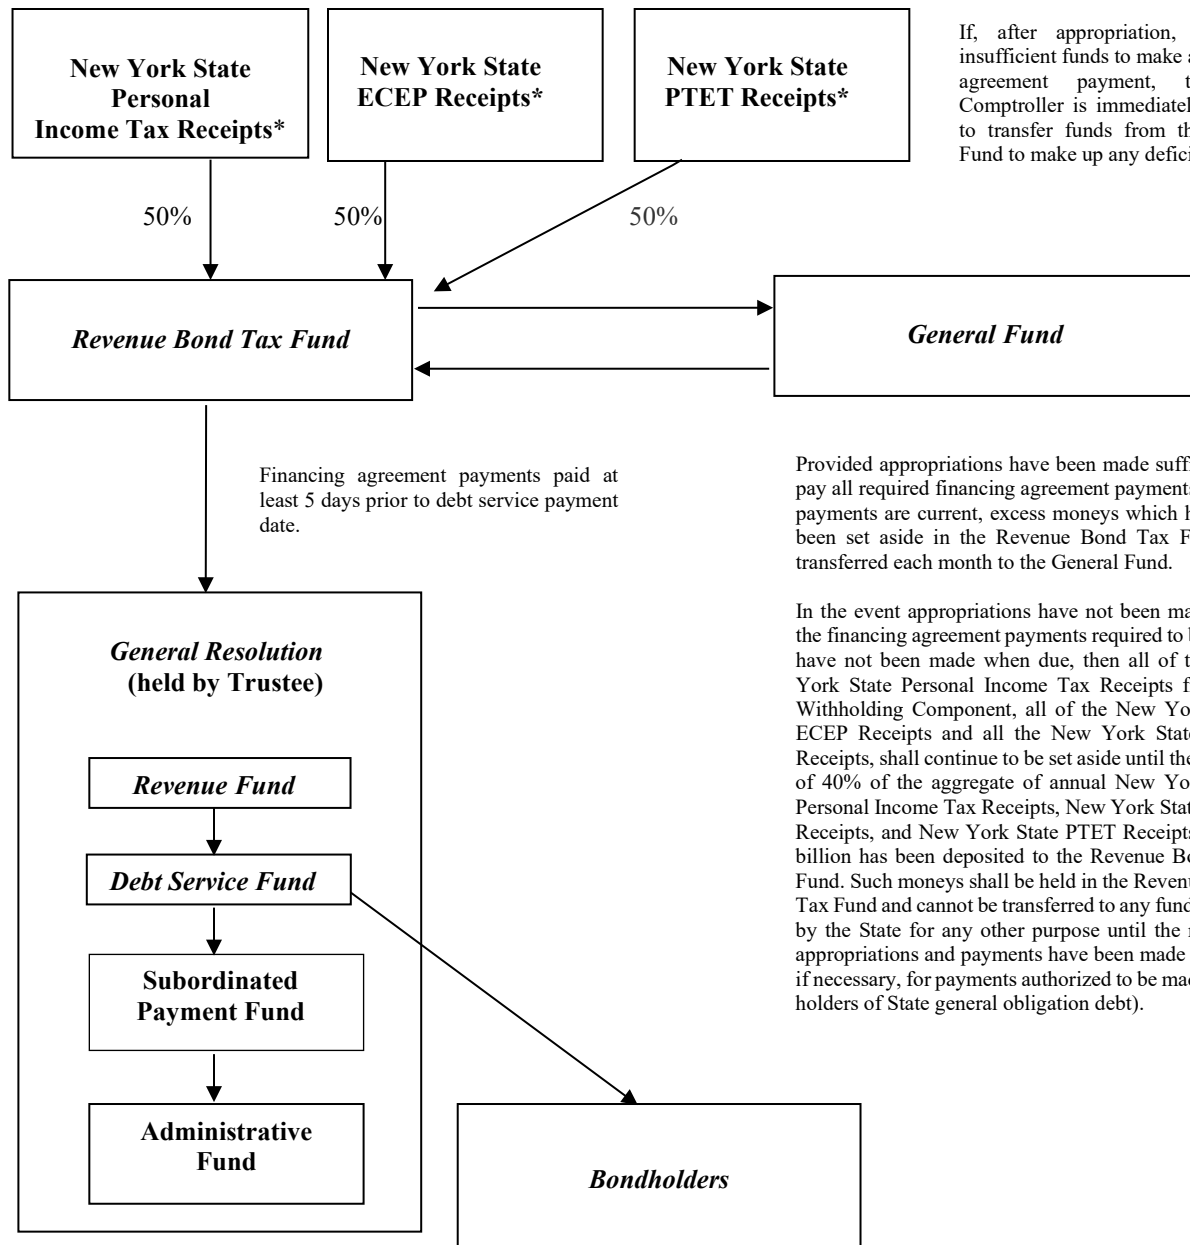 New York State
Personal
Income Tax Receipts*
New York State
ECEP Receipts*
New York State
PTET Receipts*
If, after appropriation,
insufficient funds to make a
agreement payment, t
Comptroller is immediatel
to transfer funds from th
Fund to make up any defici
50%
50%
50%
Revenue Bond Tax Fund
General Fund
Financing agreement payments paid at
least 5 days prior to debt service payment
date.
Provided appropriations have been made suffi
pay all required financing agreement payments
payments are current, excess moneys which h
been set aside in the Revenue Bond Tax F
transferred each month to the General Fund.
In the event appropriations have not been ma
the financing agreement payments required to b
have not been made when due, then all of t
York State Personal Income Tax Receipts f
Withholding Component, all of the New Yo
ECEP Receipts and all the New York State
Receipts, shall continue to be set aside until the
of 40% of the aggregate of annual New Yo
Personal Income Tax Receipts, New York Stat
Receipts, and New York State PTET Receipts
billion has been deposited to the Revenue Bo
Fund. Such moneys shall be held in the Revenu
Tax Fund and cannot be transferred to any fund
by the State for any other purpose until the r
appropriations and payments have been made
if necessary, for payments authorized to be mad
holders of State general obligation debt).
General Resolution
(held by Trustee)
Revenue Fund
Debt Service Fund
Subordinated
Payment Fund
Administrative
Fund
Bondholders